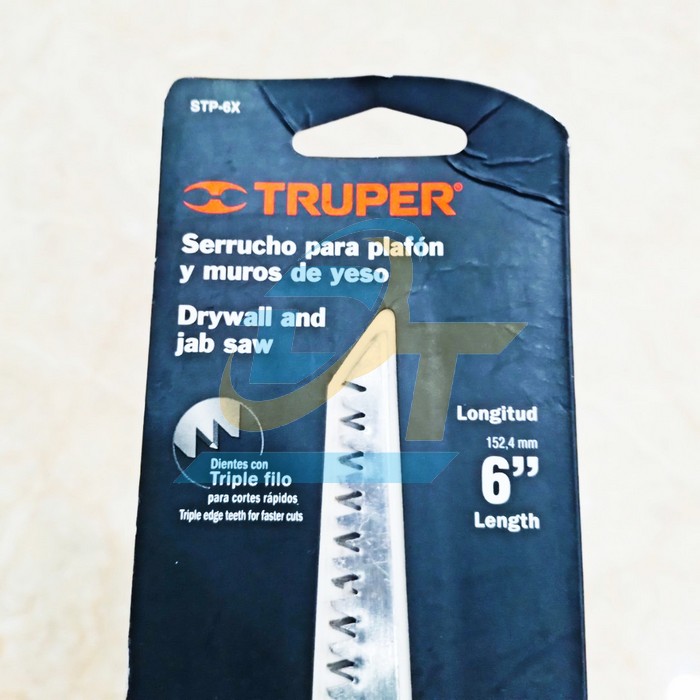 STP-6X
TRUPER®
Serrucho para plafón
y muros de yeso
Drywall and
jab saw
Dientes con
Triple filo
para cortes rápidos
Triple edge teeth for faster cuts
Longitud
152,4 mm
6”
Length
DT